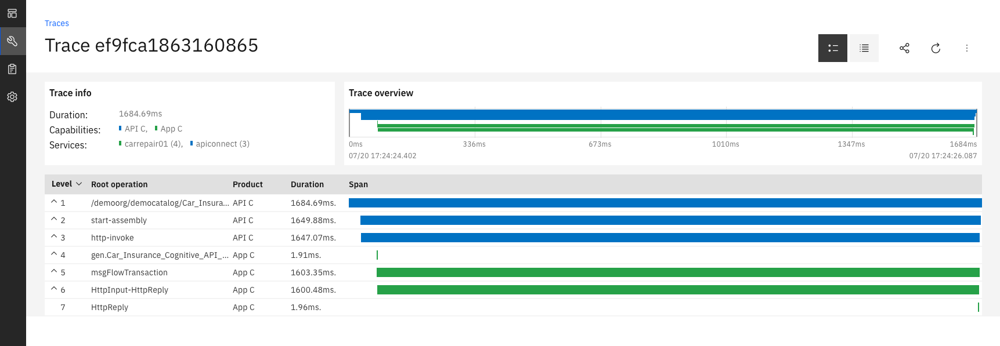 Traces
Trace ef9fca1863160865
Trace info
Duration: 1684.69ms
Capabilities: API C, App C
Services: carrepair01 (4), apiconnect (3)
Trace overview
0ms 336ms 673ms 1010ms 1347ms 1684ms
07/20 17:24:24.402 07/20 17:24:26.087
Level Root operation Product Duration Span
1 /demoorg/democatalog/Car_Insura... API C 1684.69ms.
2 start-assembly API C 1649.88ms.
3 http-invoke API C 1647.07ms.
4 gen.Car_Insurance_Cognitive_API_... App C 1.91ms.
5 msgFlowTransaction App C 1603.35ms.
6 HttpInput-HttpReply App C 1600.48ms.
7 HttpReply App C 1.96ms.